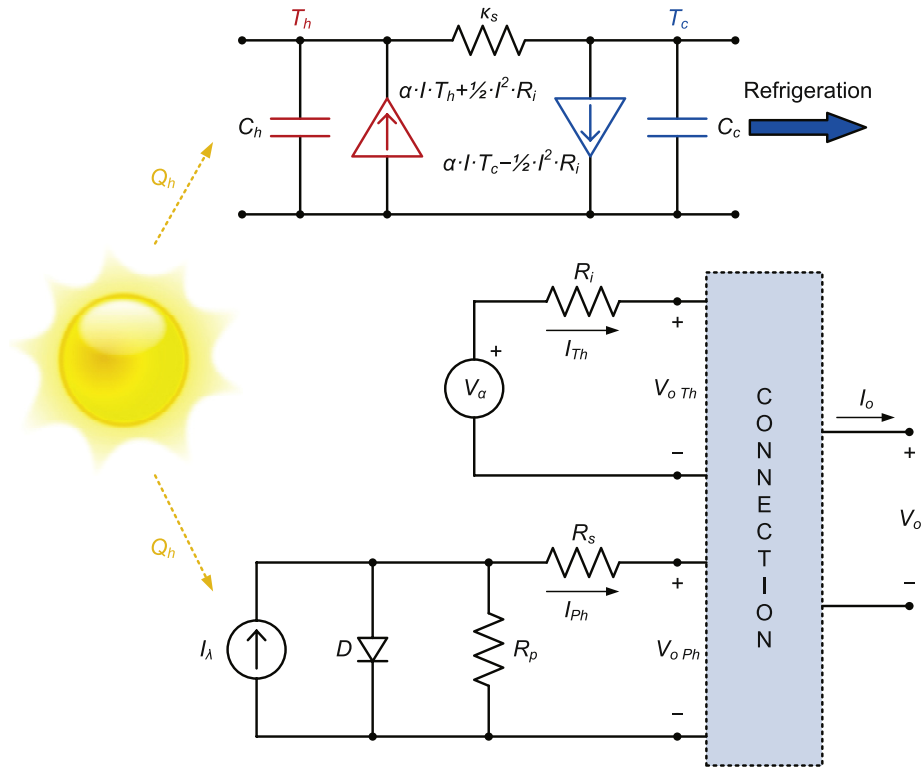 T_h
κ_s
T_c
α·I·T_h+½·I²·R_i
Refrigeration
C_h
C_c
α·I·T_c−½·I²·R_i
Q_h
R_i
+
I_Th
+
V_α
V_o Th
−
CONNECTION
I_o
+
V_o
−
Q_h
R_s
+
I_Ph
I_λ
D
R_p
V_o Ph
−